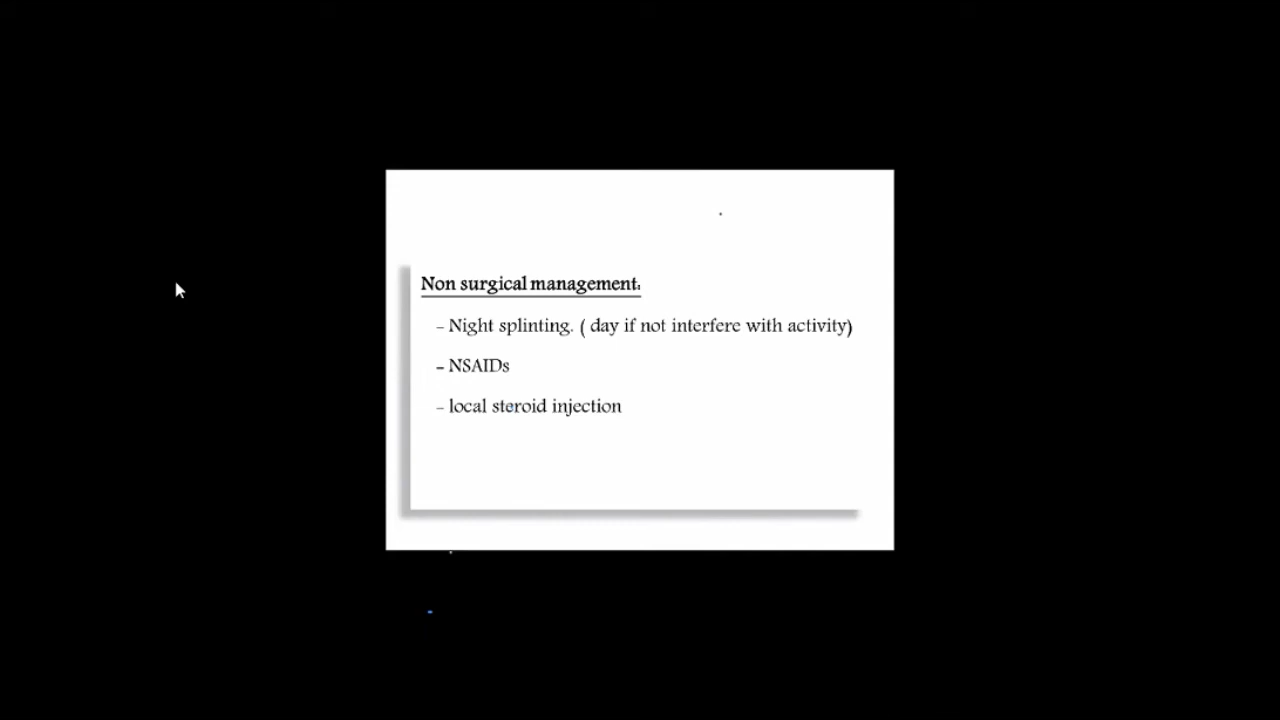 Non surgical management:
- Night splinting. ( day if not interfere with activity)
- NSAIDs
- local steroid injection